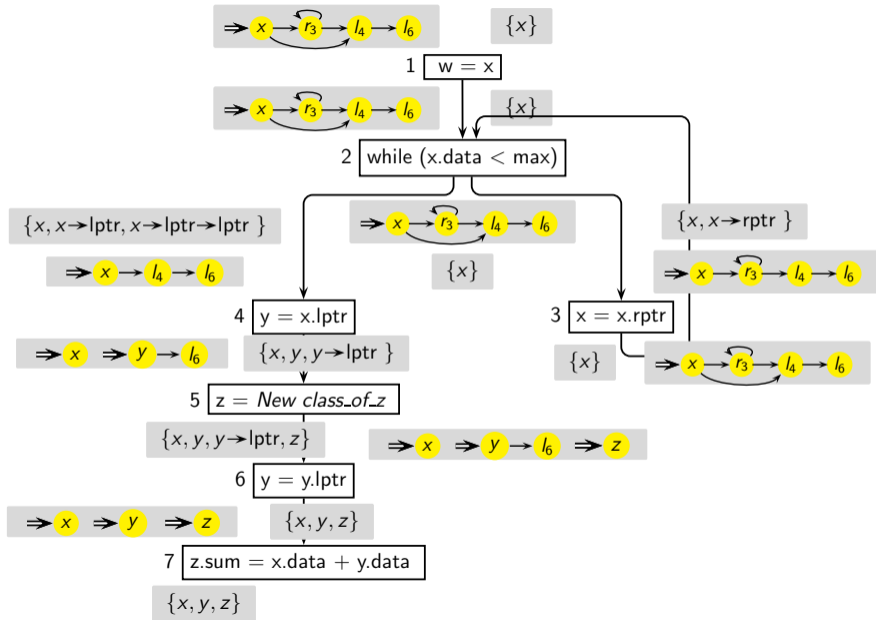 ⇒ x → r₃ → l₄ → l₆ {x}
1 w = x
⇒ x → r₃ → l₄ → l₆ {x}
2 while (x.data < max)
{x, x→lptr, x→lptr→lptr }
⇒ x → r₃ → l₄ → l₆
{x, x→rptr }
⇒ x → l₄ → l₆
{x}
⇒ x → r₃ → l₄ → l₆
4 y = x.lptr
3 x = x.rptr
⇒ x ⇒ y → l₆
{x, y, y→lptr }
{x}
⇒ x → r₃ → l₄ → l₆
5 z = New class_of_z
{x, y, y→lptr, z}
⇒ x ⇒ y → l₆ ⇒ z
6 y = y.lptr
⇒ x ⇒ y ⇒ z
{x, y, z}
7 z.sum = x.data + y.data
{x, y, z}